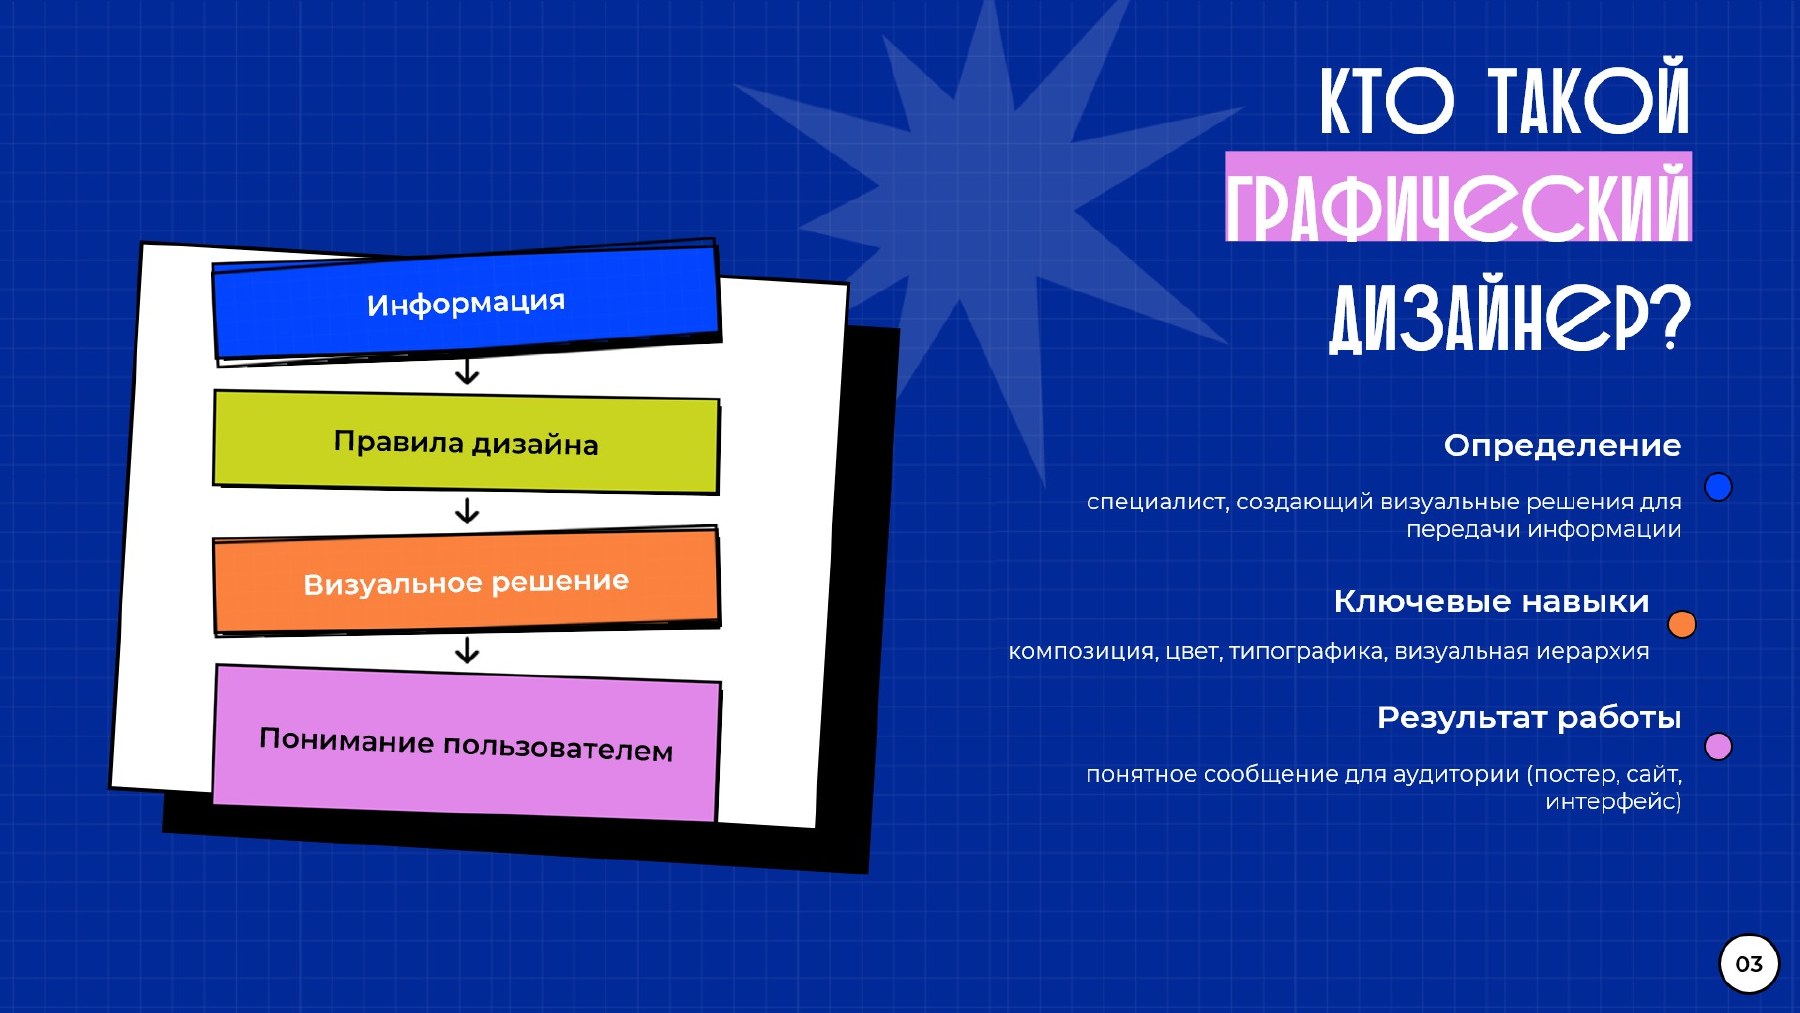 КТО ТАКОЙ
ГРАФИЧЕСКИЙ
ДИЗАЙНЕР?
Информация
Правила дизайна
Визуальное решение
Понимание пользователем
Определение
специалист, создающий визуальные решения для
передачи информации
Ключевые навыки
композиция, цвет, типографика, визуальная иерархия
Результат работы
понятное сообщение для аудитории (постер, сайт,
интерфейс)
03